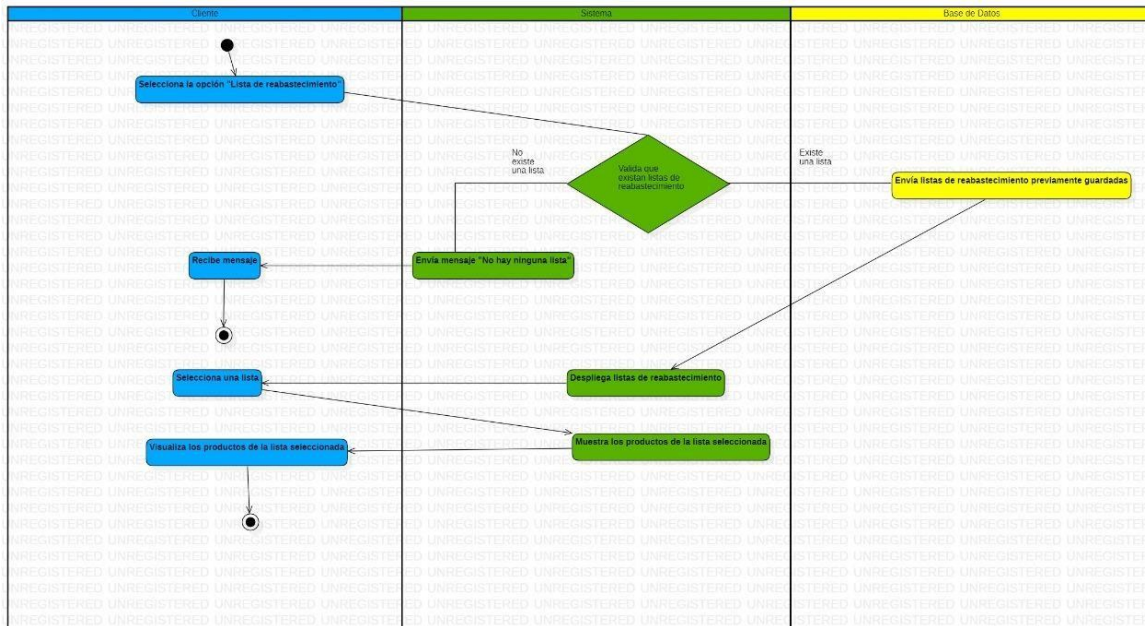 Cliente
Sistema
Base de Datos
Selecciona la opción "Lista de reabastecimiento"
No
existe
una lista
Valida que
existan listas de
reabastecimiento
Existe
una lista
Envía listas de reabastecimiento previamente guardadas
Recibe mensaje
Envía mensaje "No hay ninguna lista"
Selecciona una lista
Despliega listas de reabastecimiento
Visualiza los productos de la lista seleccionada
Muestra los productos de la lista seleccionada
UNREGISTERED